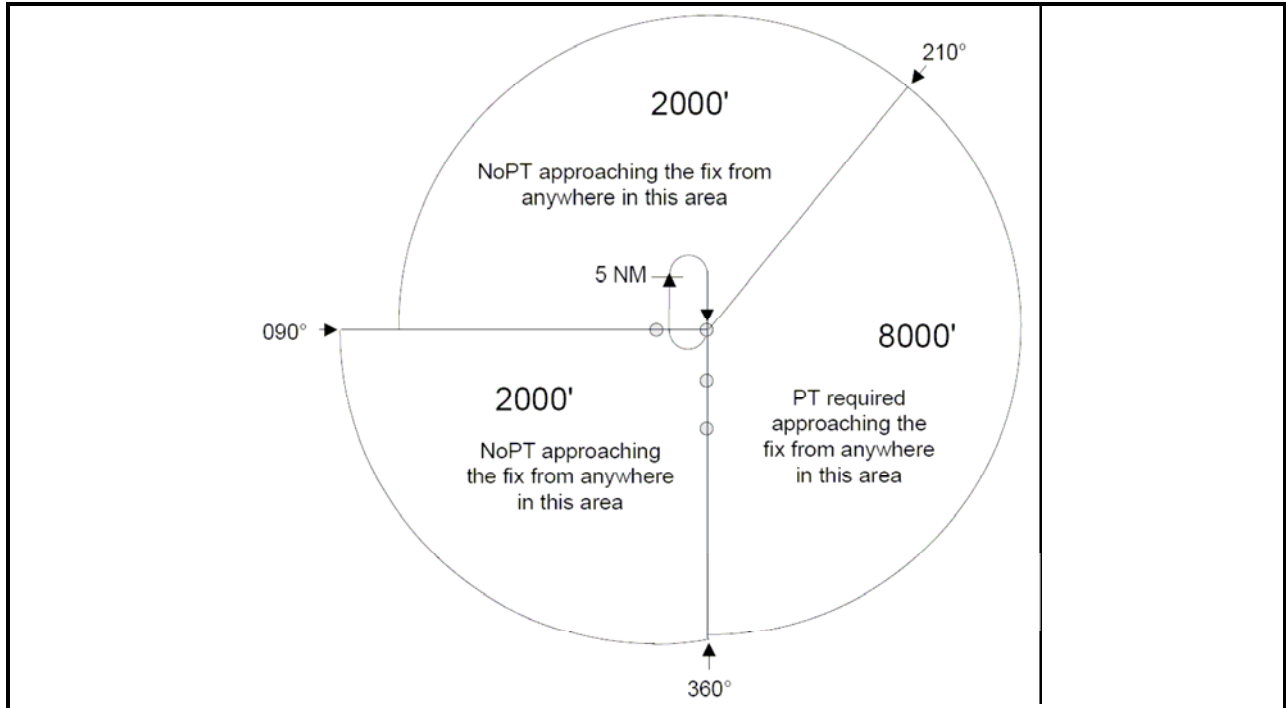 210°
2000'
NoPT approaching the fix from
anywhere in this area
5 NM
090°
8000'
2000'
PT required
approaching the
fix from anywhere
in this area
NoPT approaching
the fix from anywhere
in this area
360°